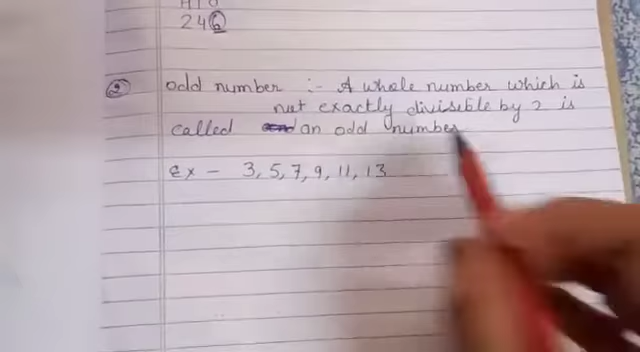 246
② odd number :- A whole number which is
not exactly divisible by 2 is
called an odd number
ex - 3, 5, 7, 9, 11, 13